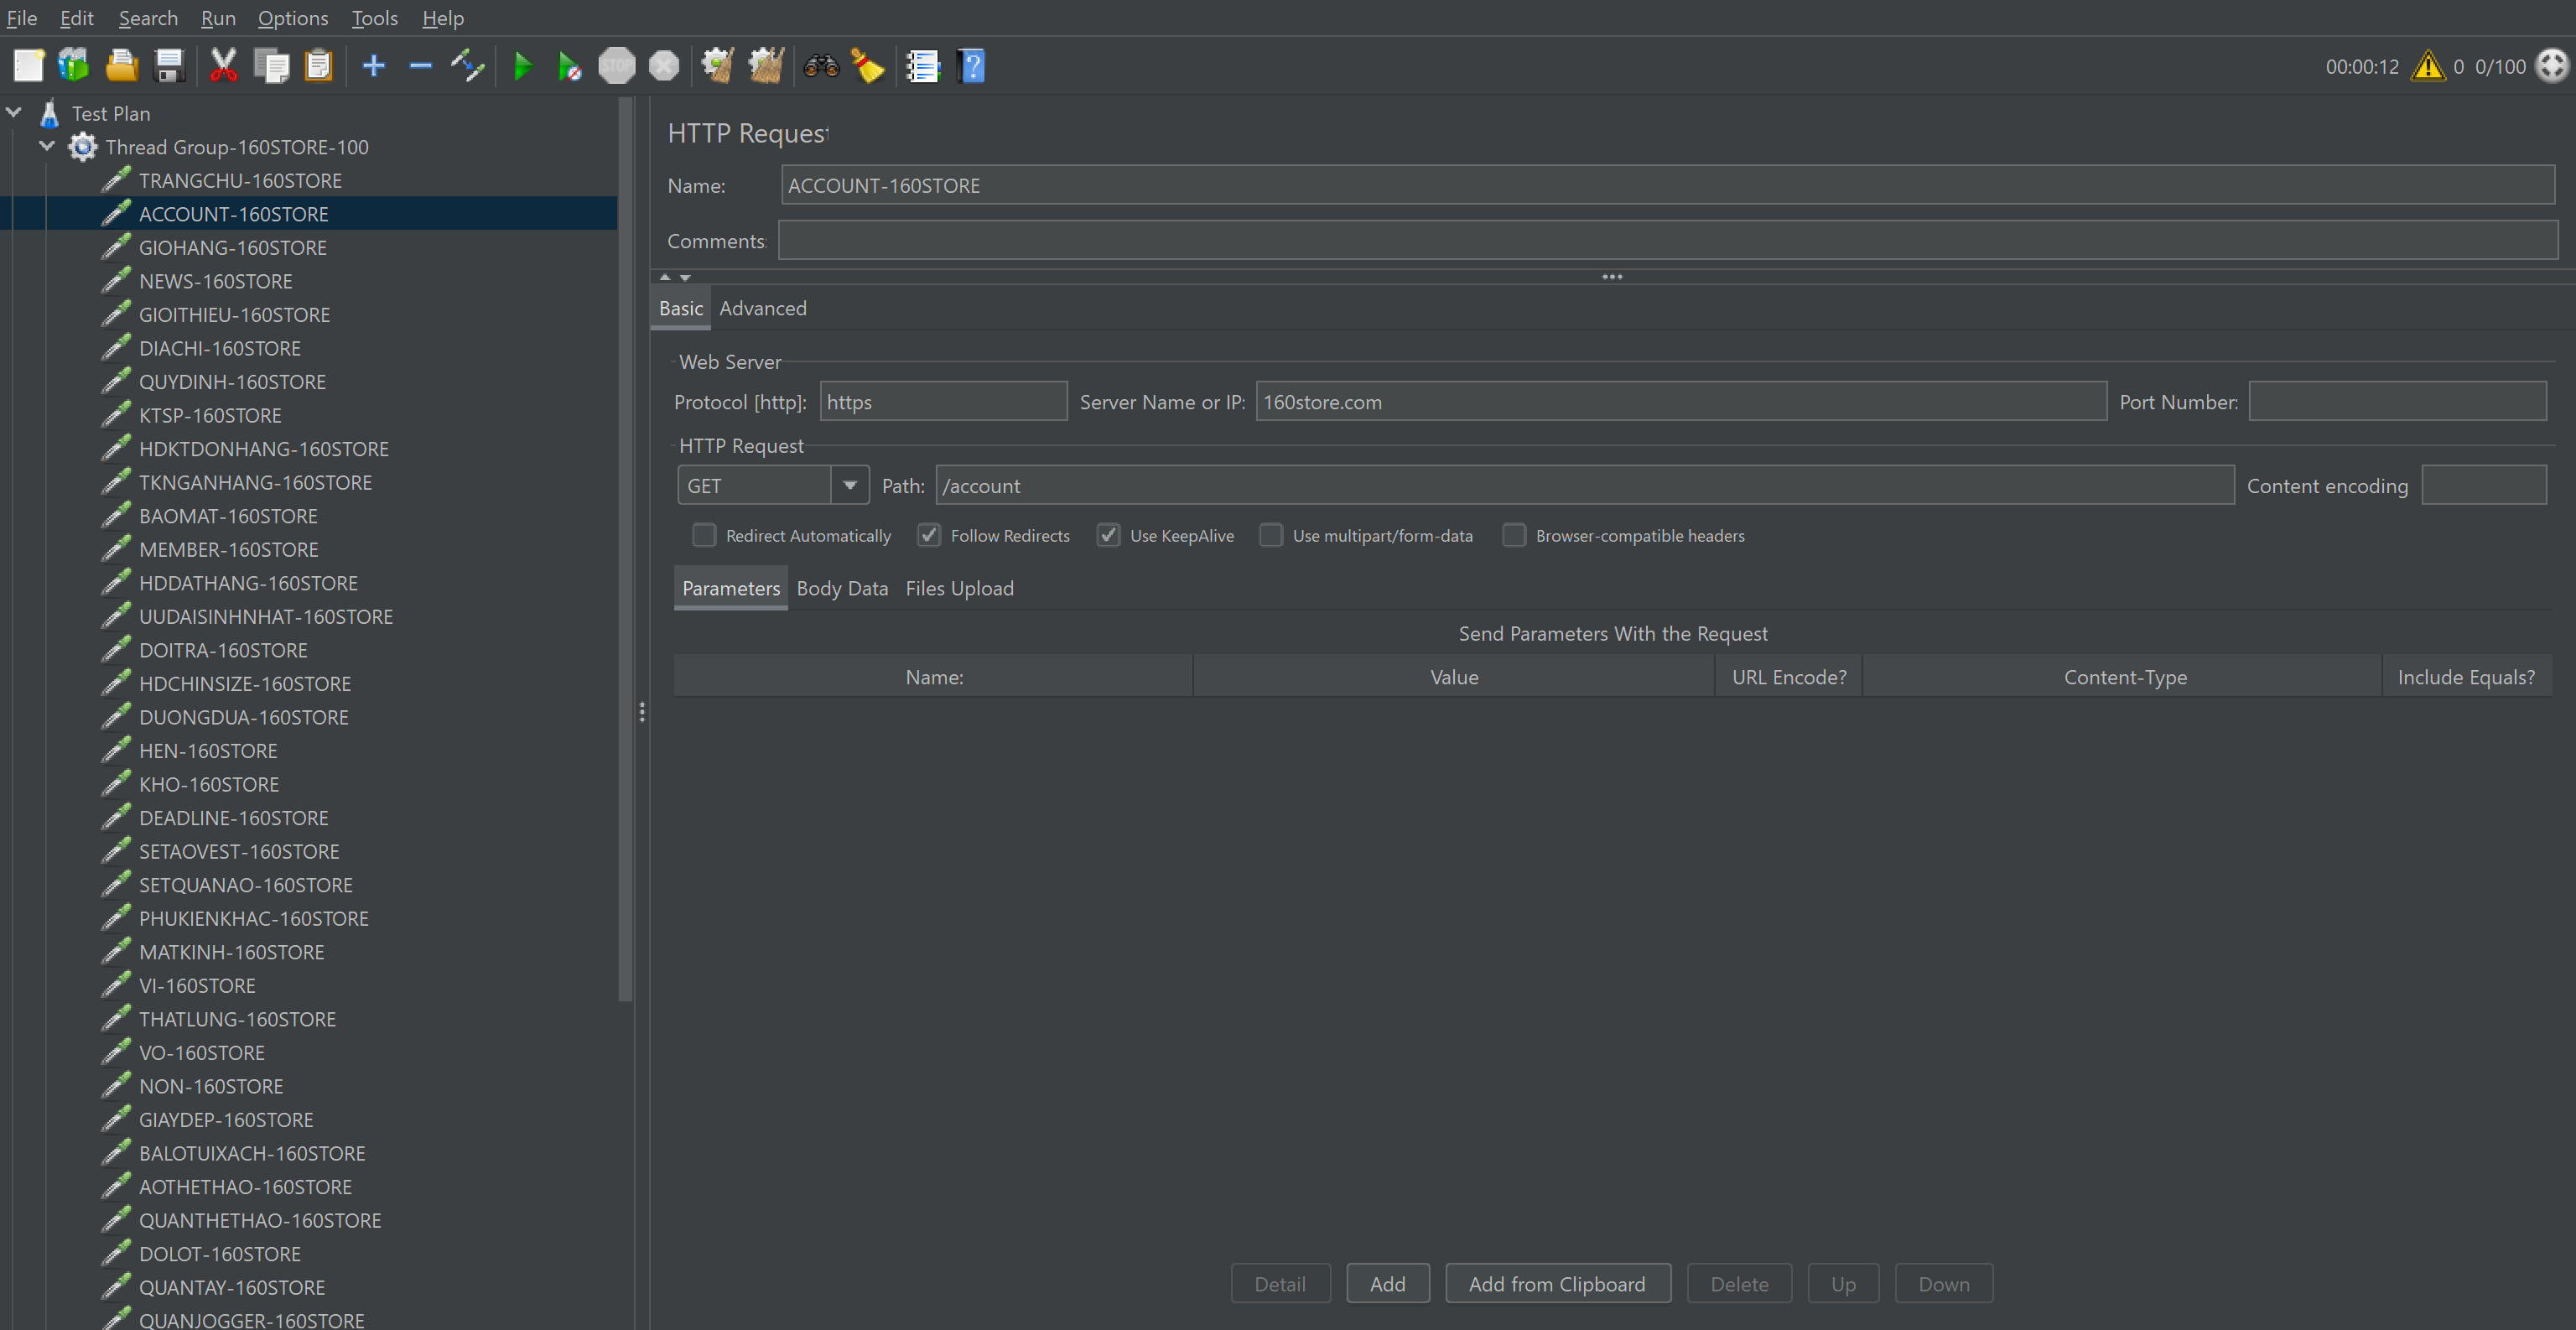 File Edit Search Run Options Tools Help
STOP
00:00:12 0 0/100
Test Plan
Thread Group-160STORE-100
TRANGCHU-160STORE
ACCOUNT-160STORE
GIOHANG-160STORE
NEWS-160STORE
GIOITHIEU-160STORE
DIACHI-160STORE
QUYDINH-160STORE
KTSP-160STORE
HDKTDONHANG-160STORE
TKNGANHANG-160STORE
BAOMAT-160STORE
MEMBER-160STORE
HDDATHANG-160STORE
UUDAISINHNHAT-160STORE
DOITRA-160STORE
HDCHINSIZE-160STORE
DUONGDUA-160STORE
HEN-160STORE
KHO-160STORE
DEADLINE-160STORE
SETAOVEST-160STORE
SETQUANAO-160STORE
PHUKIENKHAC-160STORE
MATKINH-160STORE
VI-160STORE
THATLUNG-160STORE
VO-160STORE
NON-160STORE
GIAYDEP-160STORE
BALOTUIXACH-160STORE
AOTHETHAO-160STORE
QUANTHETHAO-160STORE
DOLOT-160STORE
QUANTAY-160STORE
QUANJOGGER-160STORE
HTTP Request
Name: ACCOUNT-160STORE
Comments:
Basic Advanced
Web Server
Protocol [http]: https Server Name or IP: 160store.com Port Number:
HTTP Request
GET Path: /account Content encoding
Redirect Automatically Follow Redirects Use KeepAlive Use multipart/form-data Browser-compatible headers
Parameters Body Data Files Upload
Send Parameters With the Request
Name: Value URL Encode? Content-Type Include Equals?
Detail Add Add from Clipboard Delete Up Down